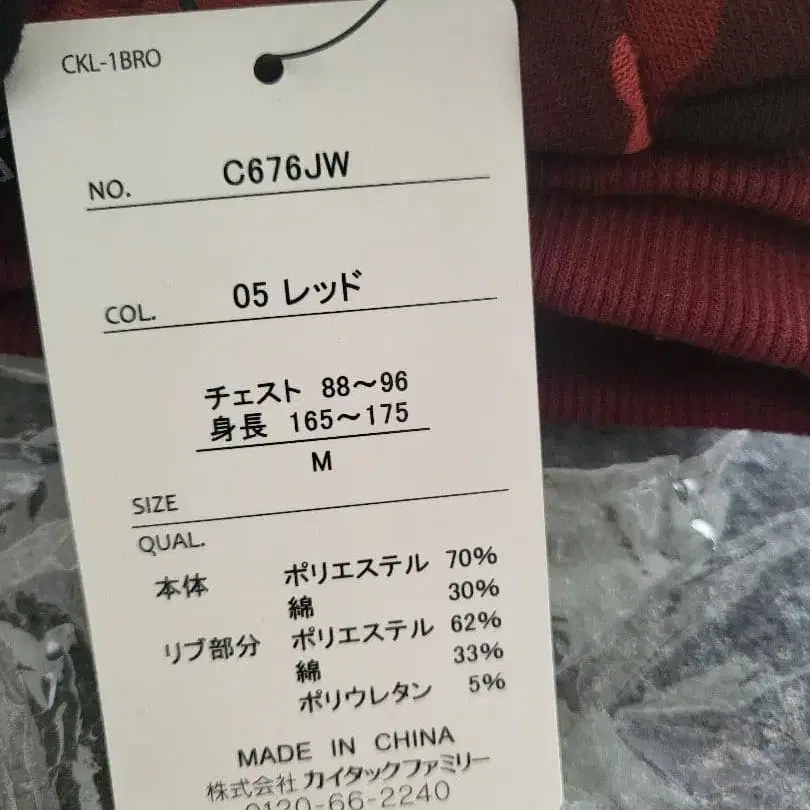 CKL-1BRO
NO. C676JW
COL. 05 レッド
チェスト 88～96
身長 165～175
M
SIZE
QUAL.
本体 ポリエステル 70%
綿 30%
リブ部分 ポリエステル 62%
綿 33%
ポリウレタン 5%
MADE IN CHINA
株式会社 カイタックファミリー
0120-66-2240